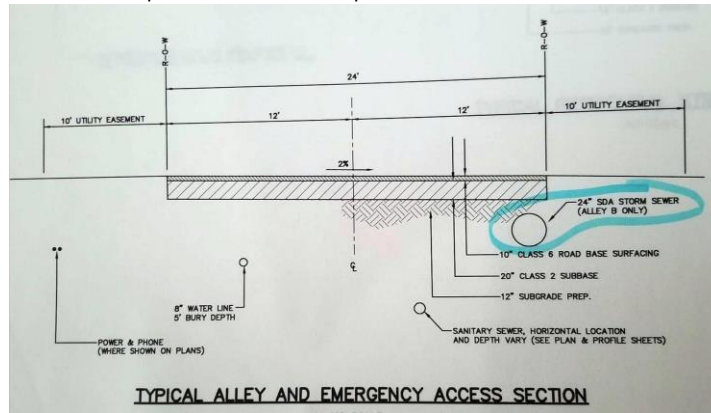 R-O-W
R-O-W
24'
10' UTILITY EASEMENT
12'
12'
10' UTILITY EASEMENT
2%
24" SDA STORM SEWER
(ALLEY B ONLY)
10" CLASS 6 ROAD BASE SURFACING
20" CLASS 2 SUBBASE
12" SUBGRADE PREP.
8" WATER LINE
5' BURY DEPTH
POWER & PHONE
(WHERE SHOWN ON PLANS)
SANITARY SEWER, HORIZONTAL LOCATION
AND DEPTH VARY (SEE PLAN & PROFILE SHEETS)
TYPICAL ALLEY AND EMERGENCY ACCESS SECTION